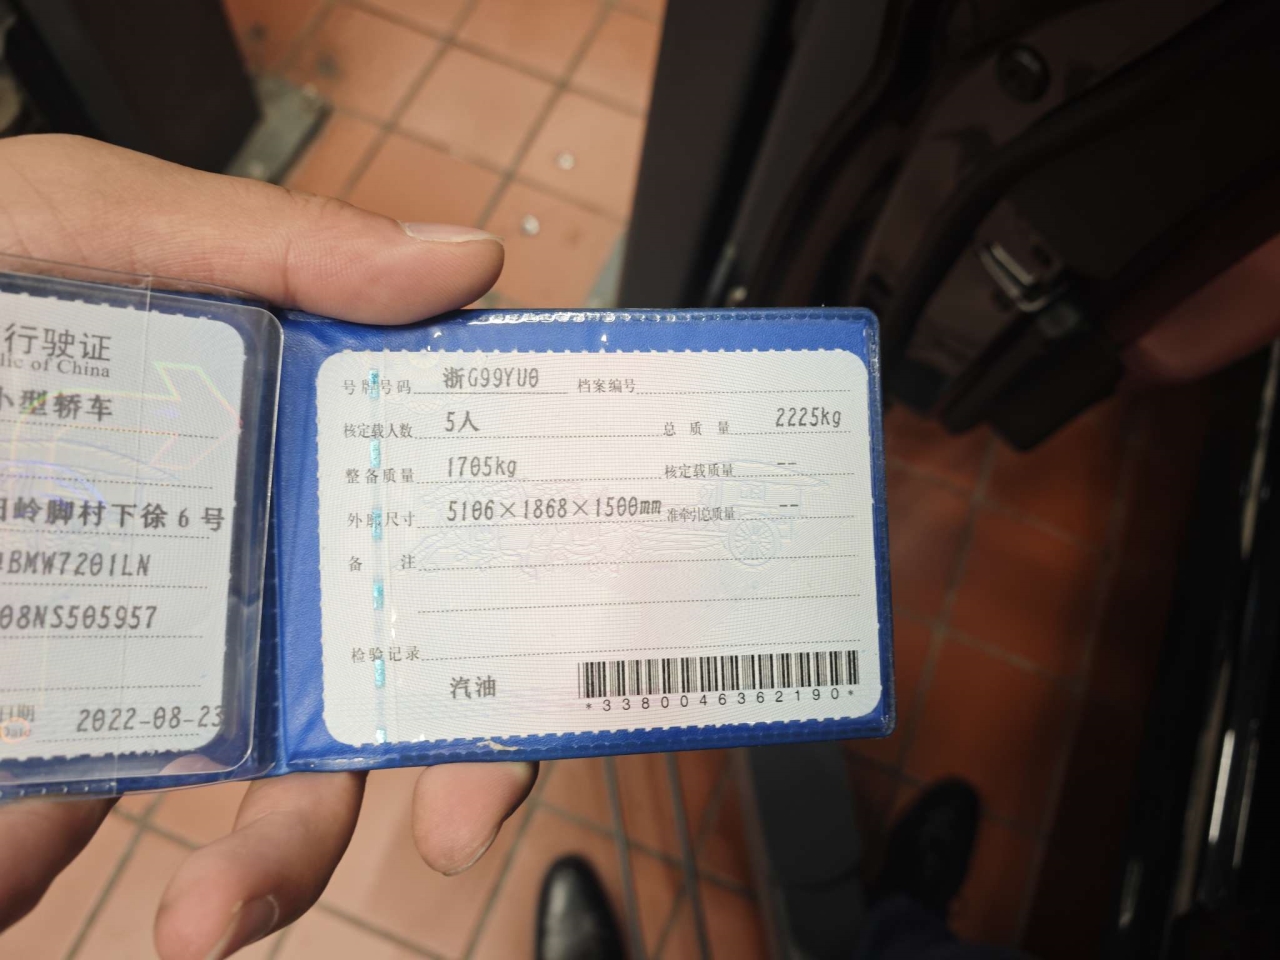 行驶证
of China
小型轿车
岭脚村下徐6号
BMW7201LN
08NS505957
日期 2022-08-23
Date
号牌号码 浙G99YU0 档案编号
核定载人数 5人 总质量 2225kg
整备质量 1705kg 核定载质量 --
外廓尺寸 5106×1868×1500mm 准牵引总质量 --
备注
检验记录
汽油
*3380046362190*